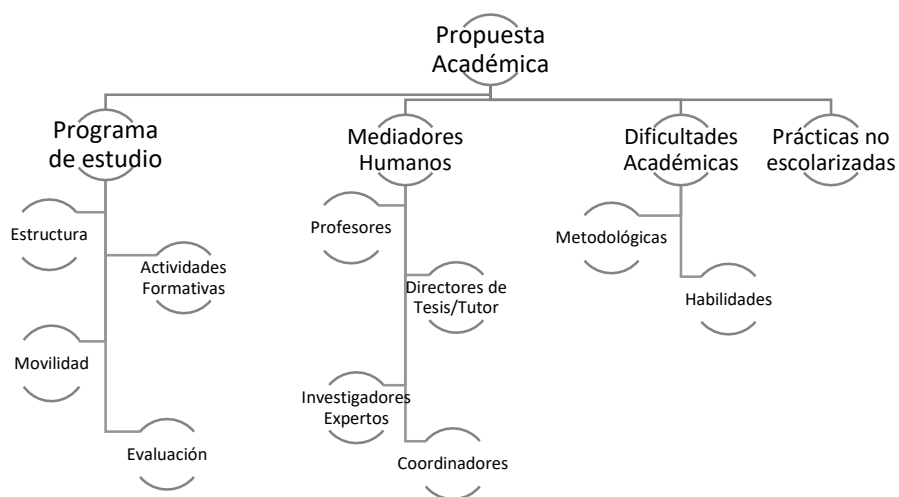 Propuesta
Académica
Programa
de estudio
Mediadores
Humanos
Dificultades
Académicas
Prácticas no
escolarizadas
Estructura
Actividades
Formativas
Movilidad
Evaluación
Profesores
Directores de
Tesis/Tutor
Investigadores
Expertos
Coordinadores
Metodológicas
Habilidades